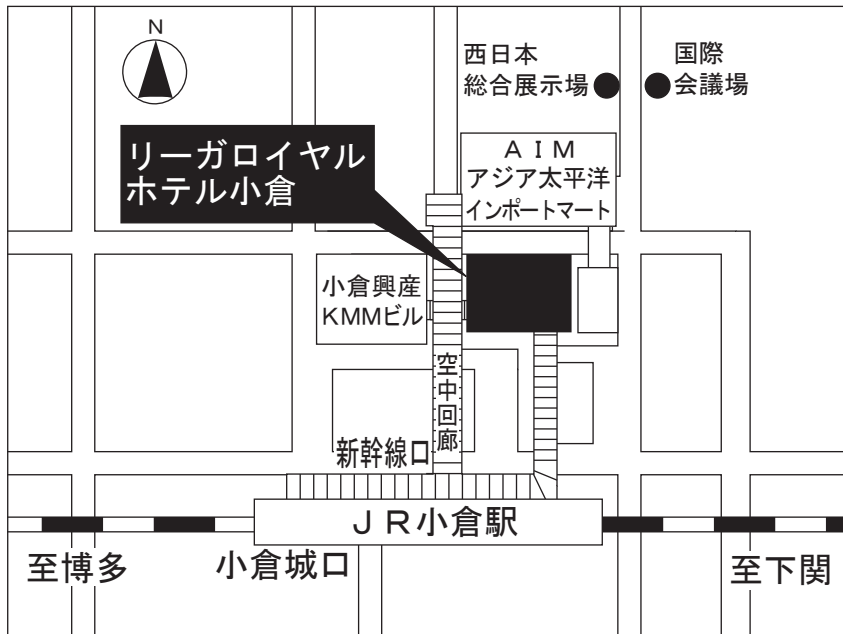 N
西日本
総合展示場
国際
会議場
リーガロイヤル
ホテル小倉
ＡＩＭ
アジア太平洋
インポートマート
小倉興産
KMMビル
空中回廊
新幹線口
ＪＲ小倉駅
至博多
小倉城口
至下関